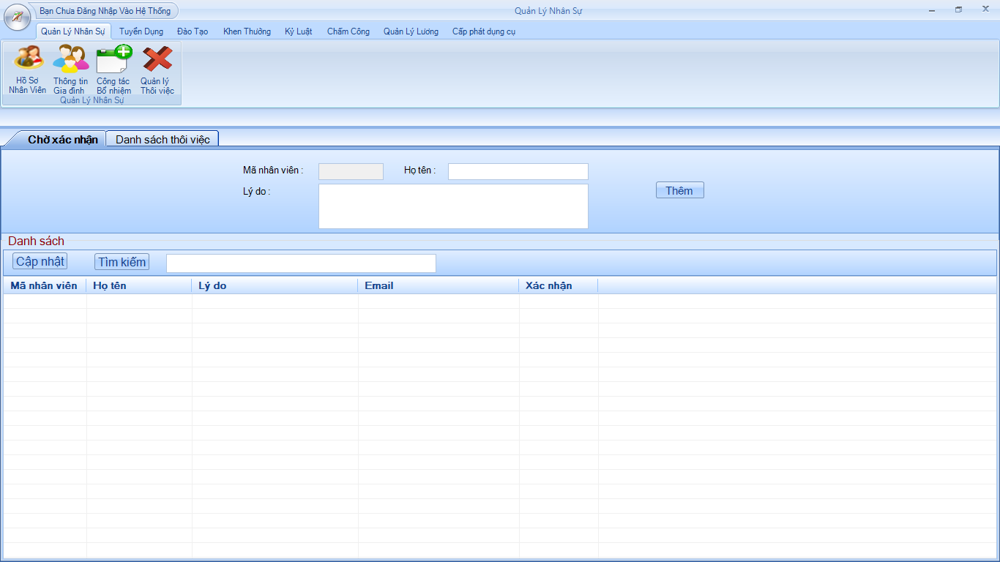 Bạn Chưa Đăng Nhập Vào Hệ Thống
Quản Lý Nhân Sự
Quản Lý Nhân Sự Tuyển Dụng Đào Tạo Khen Thưởng Kỷ Luật Chấm Công Quản Lý Lương Cấp phát dụng cụ
Hồ Sơ Thông tin Công tác Quản lý
Nhân Viên Gia đình Bổ nhiệm Thôi việc
Quản Lý Nhân Sự
Chờ xác nhận Danh sách thôi việc
Mã nhân viên : Họ tên :
Lý do :
Thêm
Danh sách
Cập nhật Tìm kiếm
Mã nhân viên Họ tên Lý do Email Xác nhận